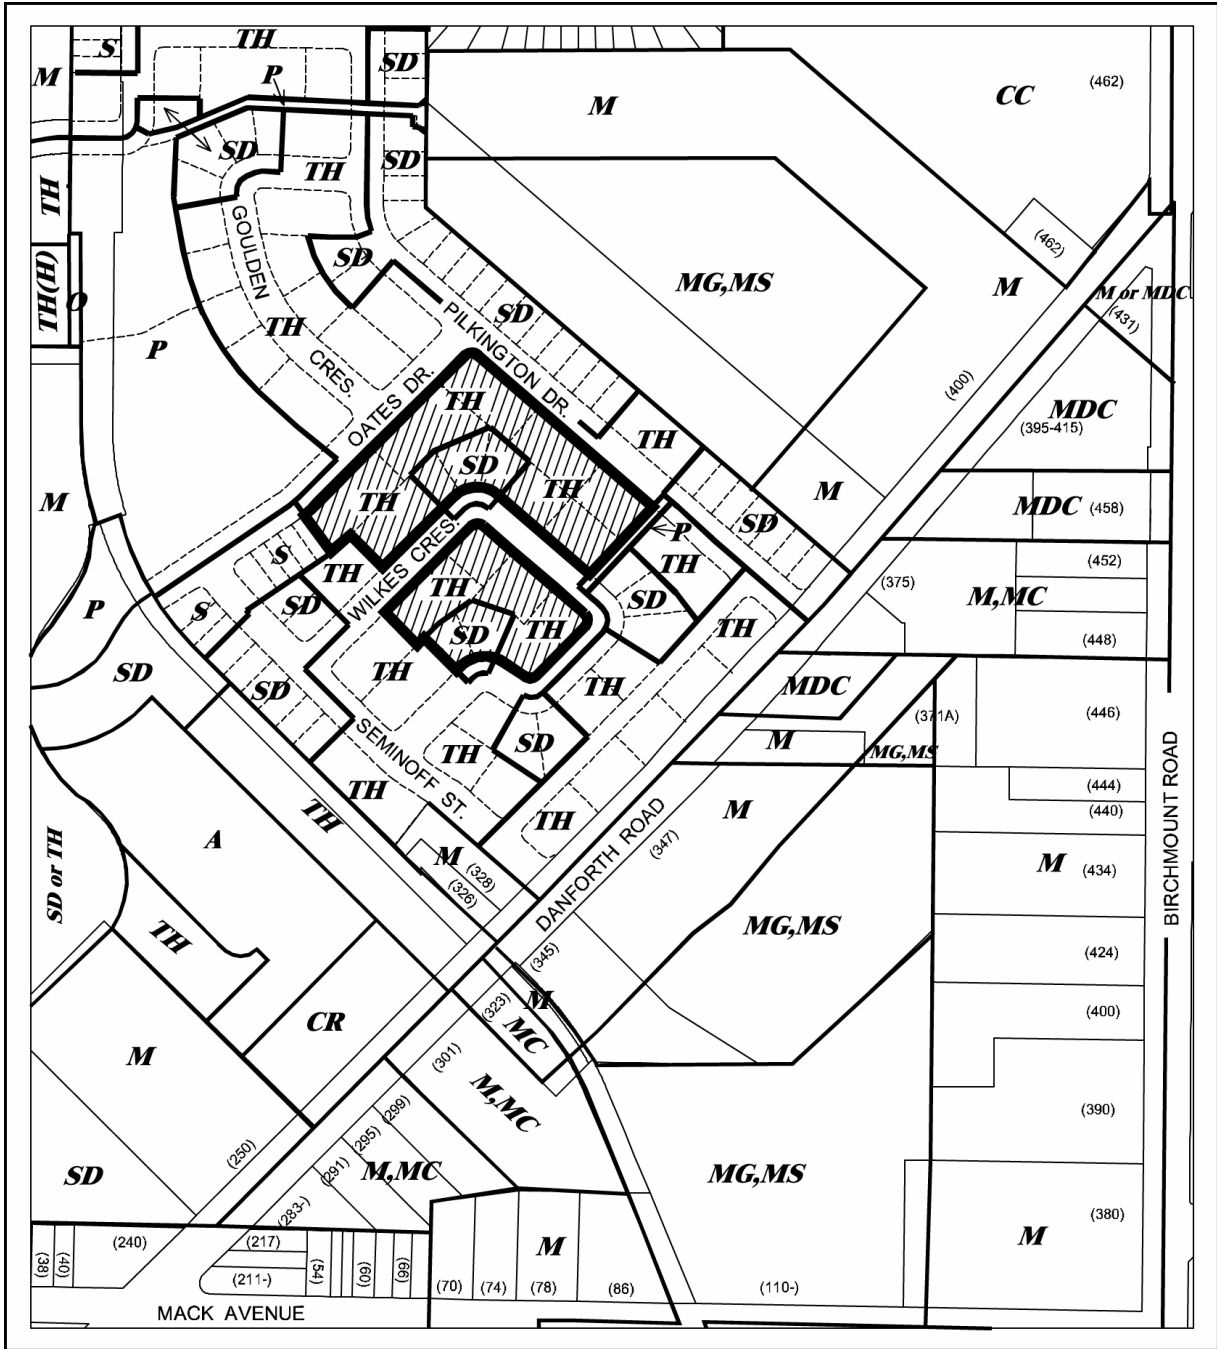 TH
S
SD
M
P
M
CC
(462)
SD
SD
TH
TH
GOULDEN
CRES.
SD
(462)
TH(H)
O
MG,MS
M
M or MDC
(431)
SD
PILKINGTON DR.
TH
P
OATES DR.
(400)
TH
MDC
(395-415)
TH
SD
M
TH
TH
M
MDC
(458)
SD
P
WILKES CRES.
S
TH
TH
(452)
(375)
TH
M,MC
P
S
SD
SD
TH
SD
TH
(448)
SD
TH
TH
MDC
SD
(371A)
(446)
SEMINOFF ST.
TH
SD
M
MG,MS
TH
(444)
TH
TH
DANFORTH ROAD
M
(440)
(347)
BIRCHMOUNT ROAD
A
M
(328)
(326)
M
(434)
SD or TH
TH
MG,MS
(424)
(345)
M
(323)
MC
(400)
CR
M
(301)
M,MC
(390)
(299)
(295)
(291)
M,MC
(250)
SD
MG,MS
(283-)
(380)
M
(240)
(217)
M
(38)
(40)
(211-)
(54)
(60)
(66)
(70)
(74)
(78)
(86)
(110-)
MACK AVENUE